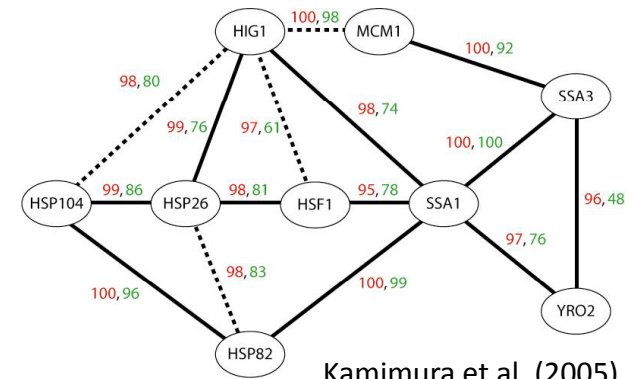 100,98
HIG1
MCM1
100,92
98,80
SSA3
98,74
99,76
97,61
100,100
99,86
98,81
95,78
96,48
HSP104
HSP26
HSF1
SSA1
97,76
98,83
100,99
100,96
YRO2
HSP82
Kamimura et al. (2005)